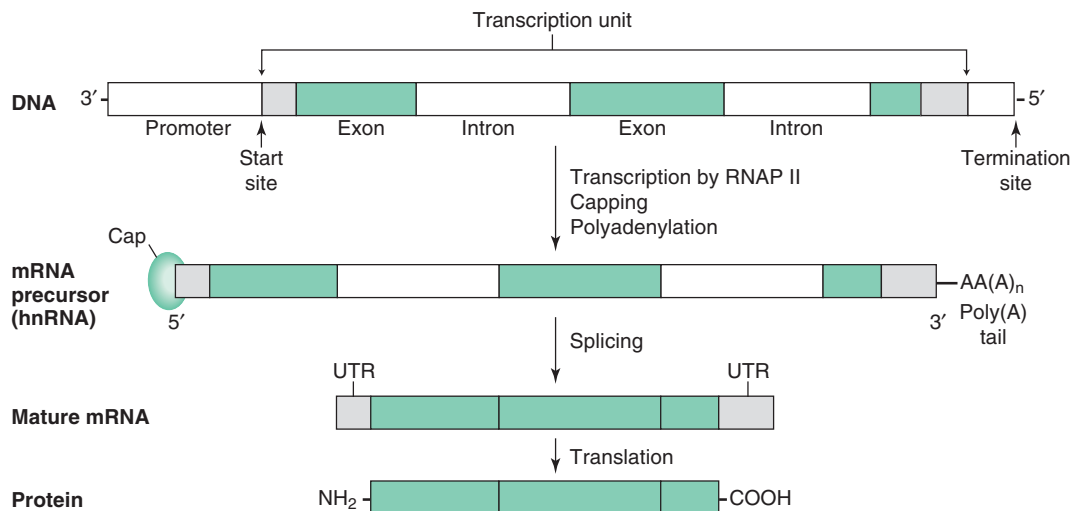 Transcription unit
DNA
3′
5′
Promoter
Exon
Intron
Exon
Intron
Start
site
Termination
site
Transcription by RNAP II
Capping
Polyadenylation
Cap
mRNA
precursor
(hnRNA)
5′
3′
AA(A)n
Poly(A)
tail
Splicing
UTR
UTR
Mature mRNA
Translation
Protein
NH2
COOH